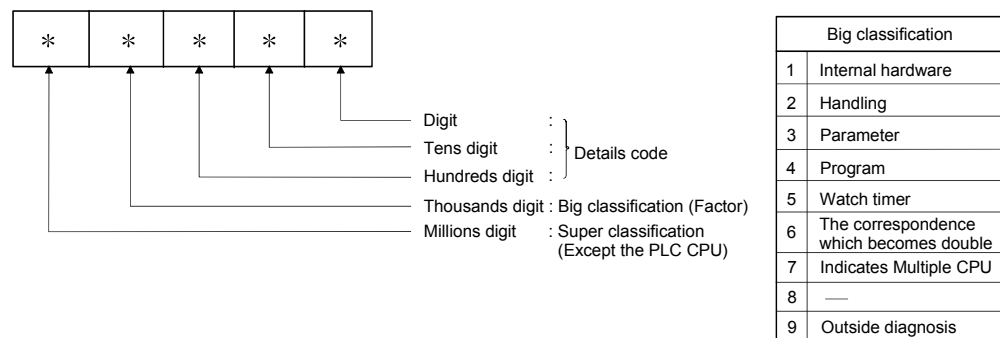 * * * * *
Digit :
Tens digit : Details code
Hundreds digit :
Thousands digit : Big classification (Factor)
Millions digit : Super classification
(Except the PLC CPU)
Big classification
1 Internal hardware
2 Handling
3 Parameter
4 Program
5 Watch timer
6 The correspondence
which becomes double
7 Indicates Multiple CPU
8 —
9 Outside diagnosis